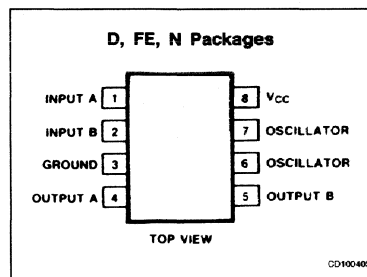 D, FE, N Packages
INPUT A 1
INPUT B 2
GROUND 3
OUTPUT A 4
8 VCC
7 OSCILLATOR
6 OSCILLATOR
5 OUTPUT B
TOP VIEW
CD10040S